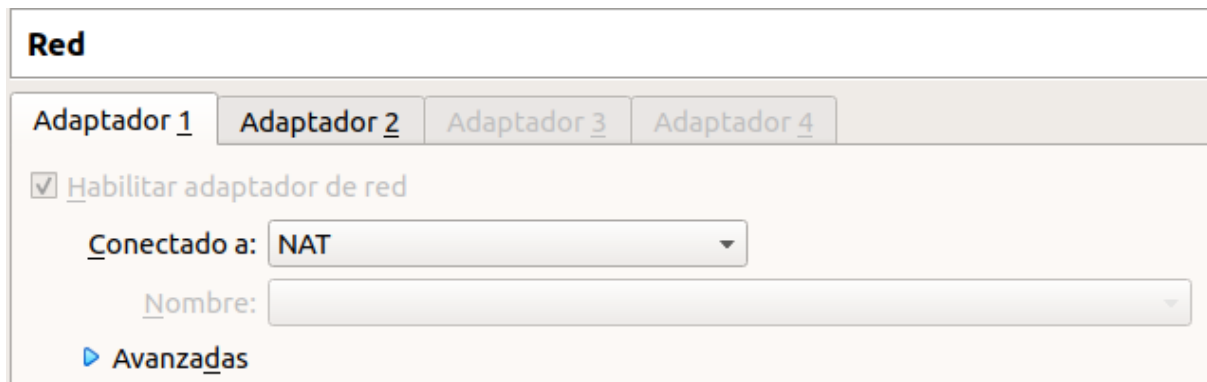 Red
Adaptador 1 Adaptador 2 Adaptador 3 Adaptador 4
Habilitar adaptador de red
Conectado a: NAT
Nombre:
Avanzadas